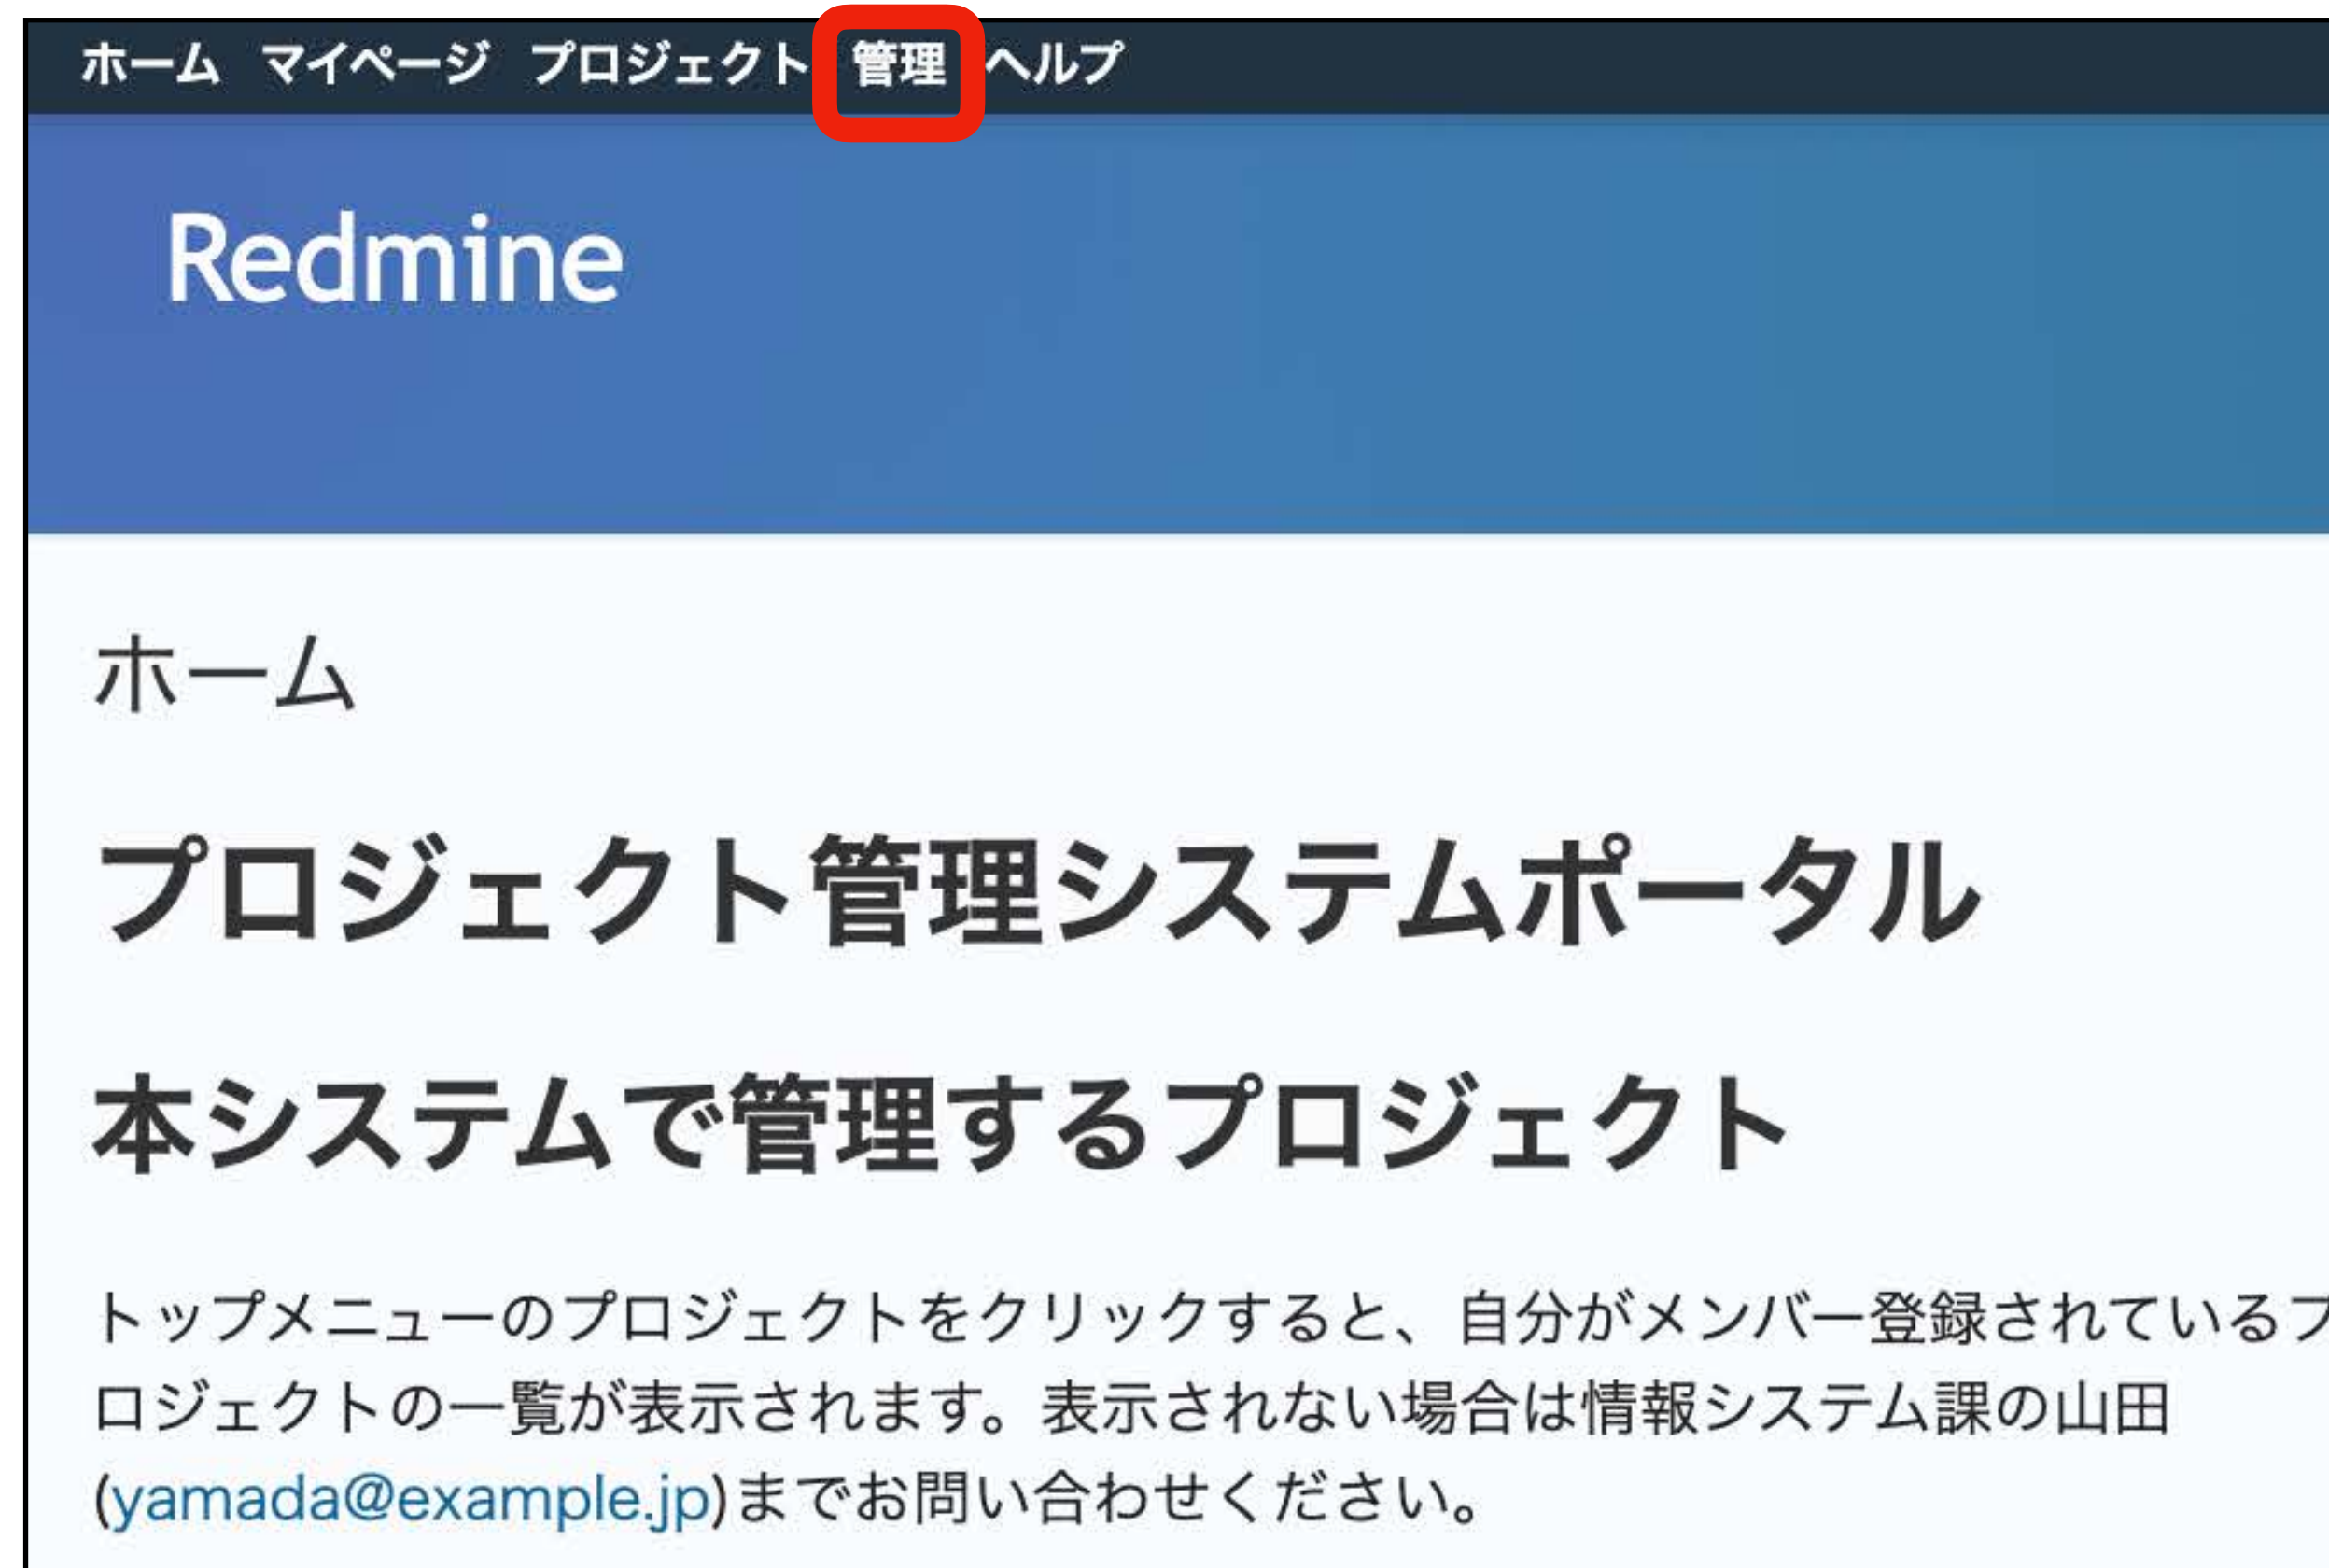 ホーム マイページ プロジェクト 管理 ヘルプ
Redmine
ホーム
プロジェクト管理システムポータル
本システムで管理するプロジェクト
トップメニューのプロジェクトをクリックすると、自分がメンバー登録されているプ
ロジェクトの一覧が表示されます。表示されない場合は情報システム課の山田
(yamada@example.jp)までお問い合わせください。